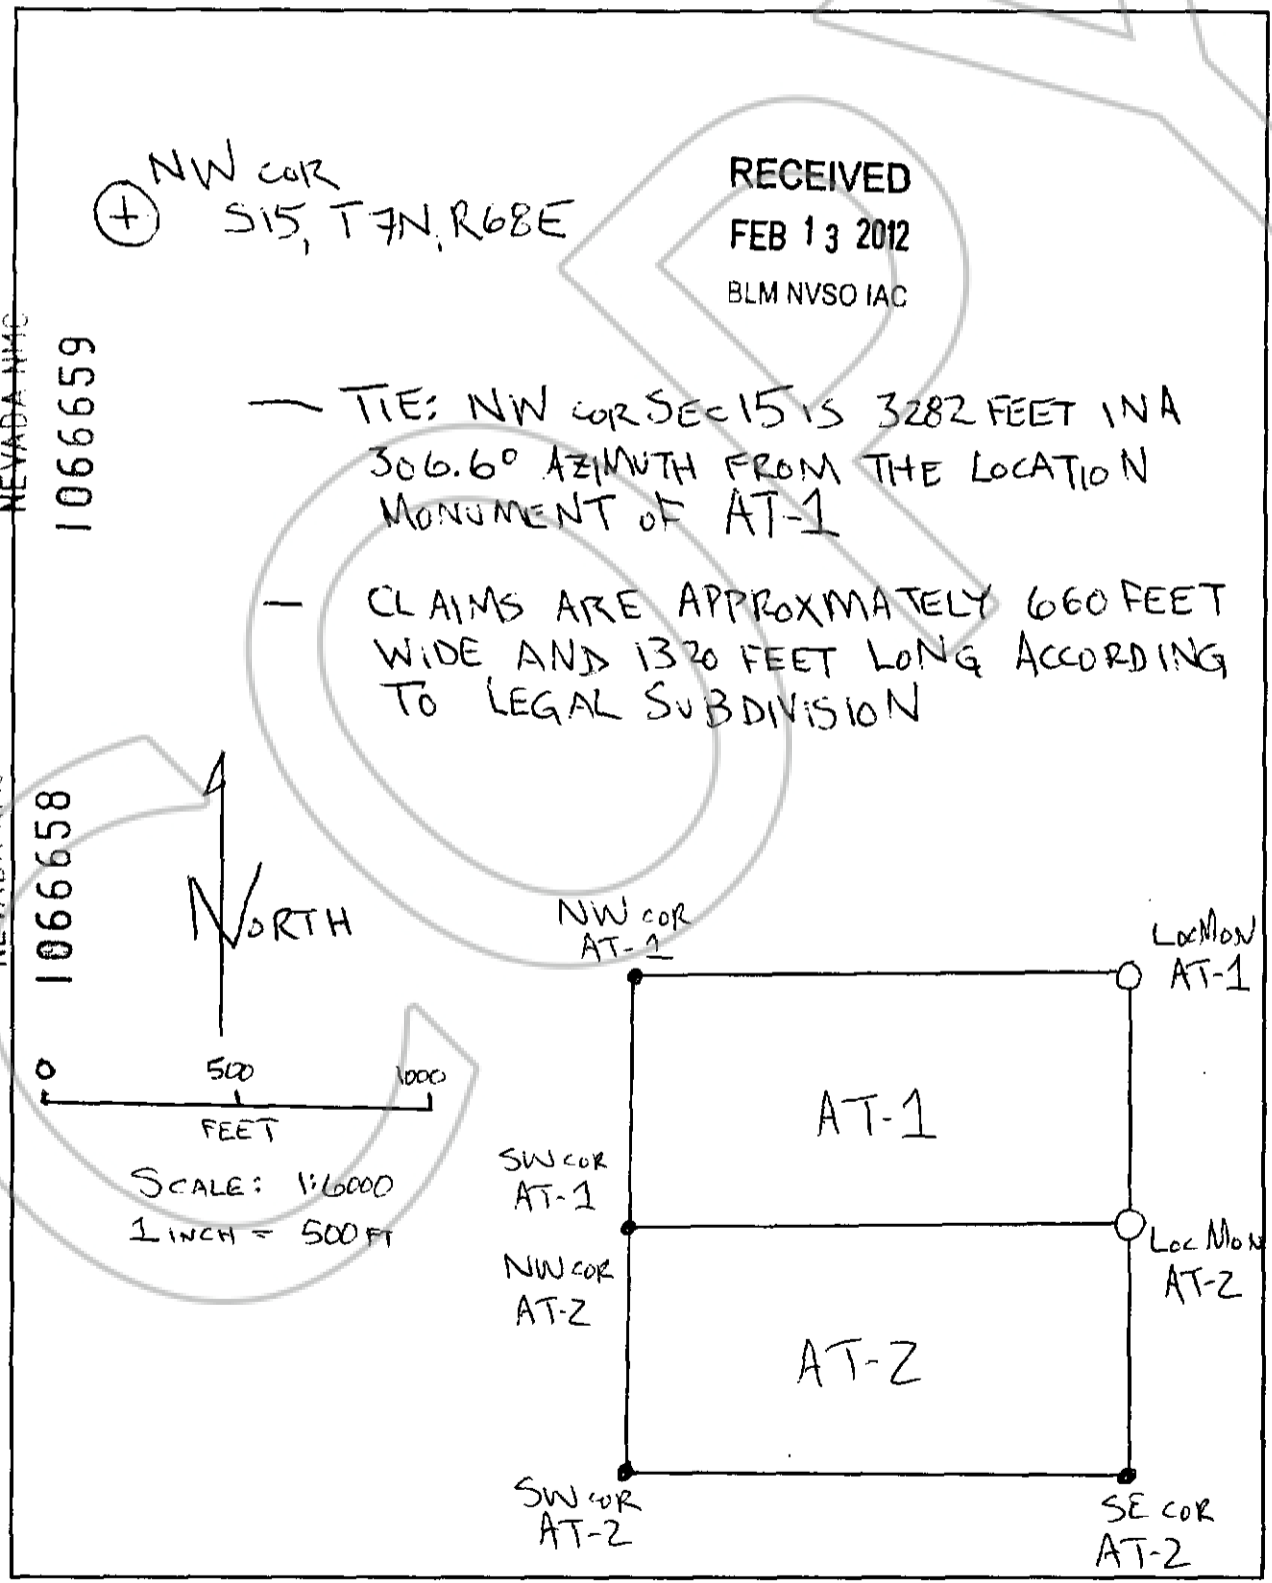 NW COR
S15, T7N, R68E
RECEIVED
FEB 13 2012
BLM NVSO IAC
NEVADA NMC
1066659
— TIE: NW COR SEC 15 IS 3282 FEET IN A
306.6° AZIMUTH FROM THE LOCATION
MONUMENT OF AT-1
— CLAIMS ARE APPROXMATELY 660 FEET
WIDE AND 1320 FEET LONG ACCORDING
TO LEGAL SUBDIVISION
1066658
NORTH
0 500 1000
FEET
SCALE: 1:6000
1 INCH = 500 FT
NW COR
AT-1
LOC MON
AT-1
AT-1
SW COR
AT-1
NW COR
AT-2
LOC MON
AT-2
AT-2
SW COR
AT-2
SE COR
AT-2
COPY